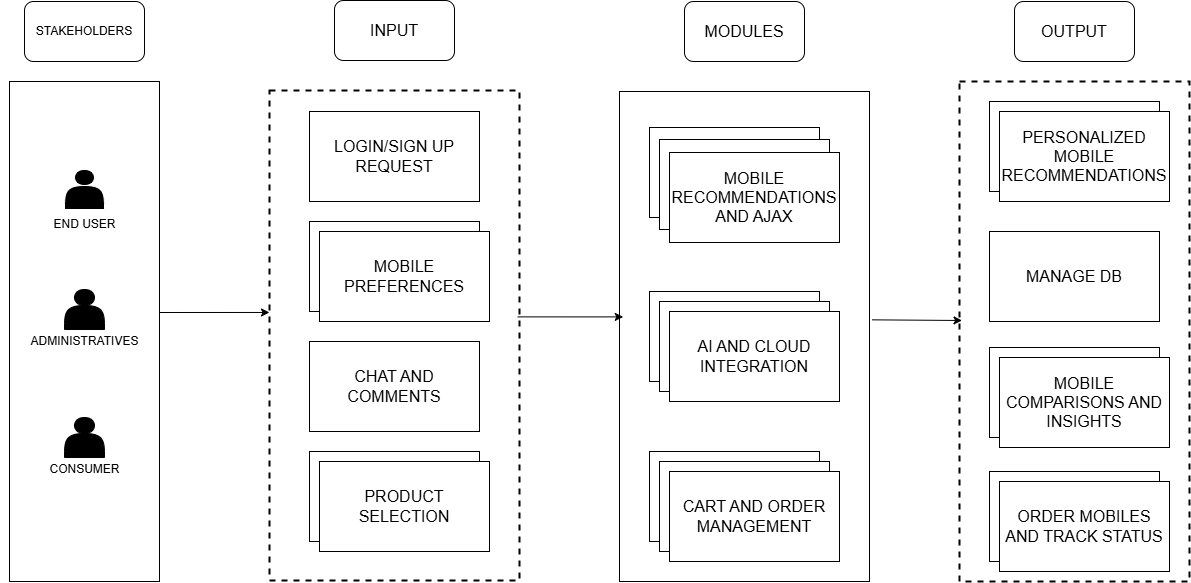 STAKEHOLDERS
INPUT
MODULES
OUTPUT
END USER
ADMINISTRATIVES
CONSUMER
LOGIN/SIGN UP
REQUEST
MOBILE
PREFERENCES
CHAT AND
COMMENTS
PRODUCT
SELECTION
MOBILE
RECOMMENDATIONS
AND AJAX
AI AND CLOUD
INTEGRATION
CART AND ORDER
MANAGEMENT
PERSONALIZED
MOBILE
RECOMMENDATIONS
MANAGE DB
MOBILE
COMPARISONS AND
INSIGHTS
ORDER MOBILES
AND TRACK STATUS